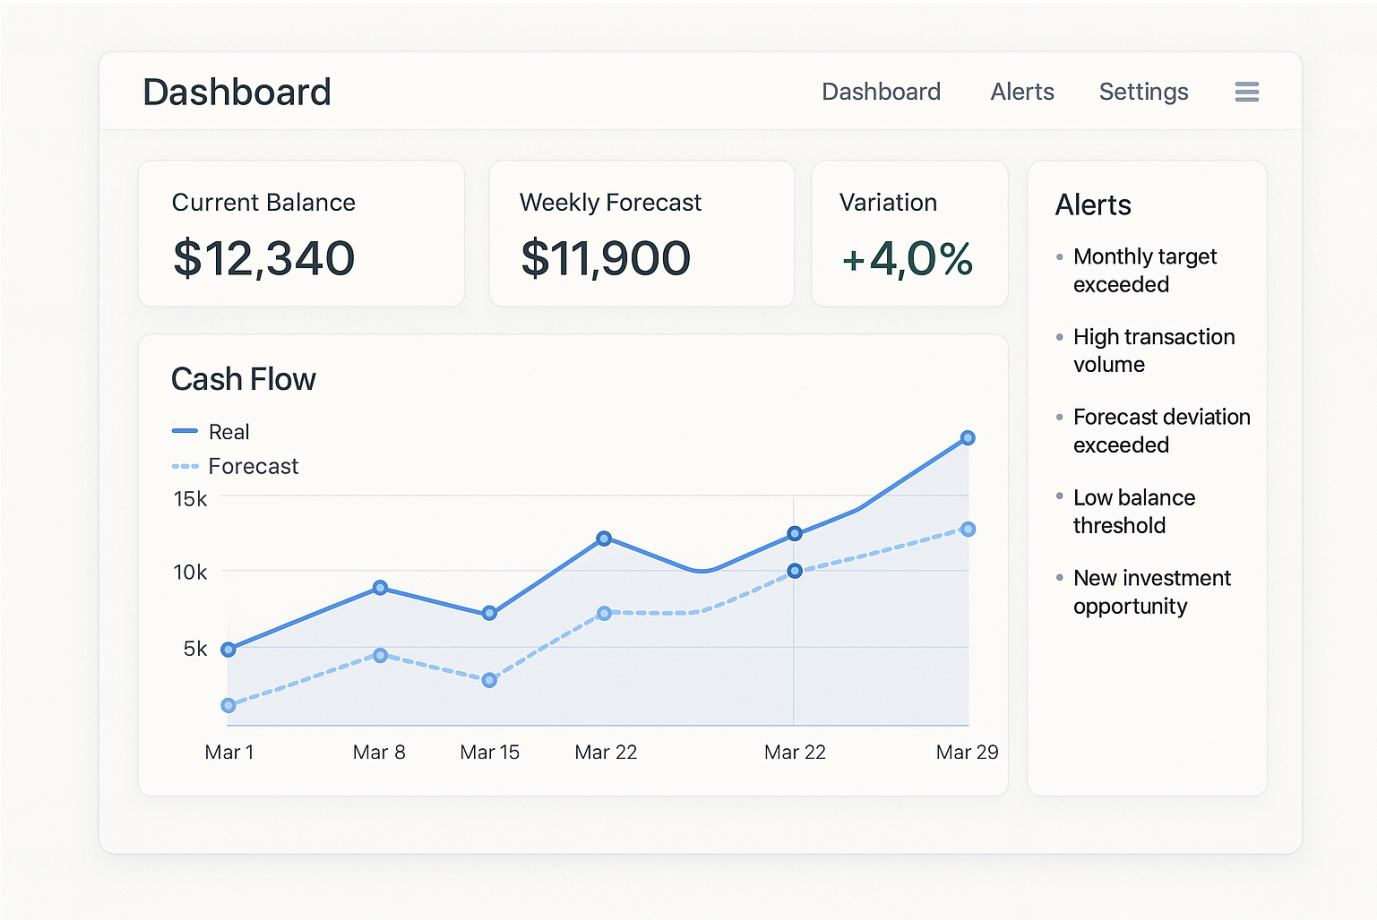 Dashboard
Dashboard Alerts Settings
Current Balance
$12,340
Weekly Forecast
$11,900
Variation
+4,0%
Cash Flow
Real
Forecast
15k
10k
5k
Mar 1 Mar 8 Mar 15 Mar 22 Mar 22 Mar 29
Alerts
• Monthly target
exceeded
• High transaction
volume
• Forecast deviation
exceeded
• Low balance
threshold
• New investment
opportunity